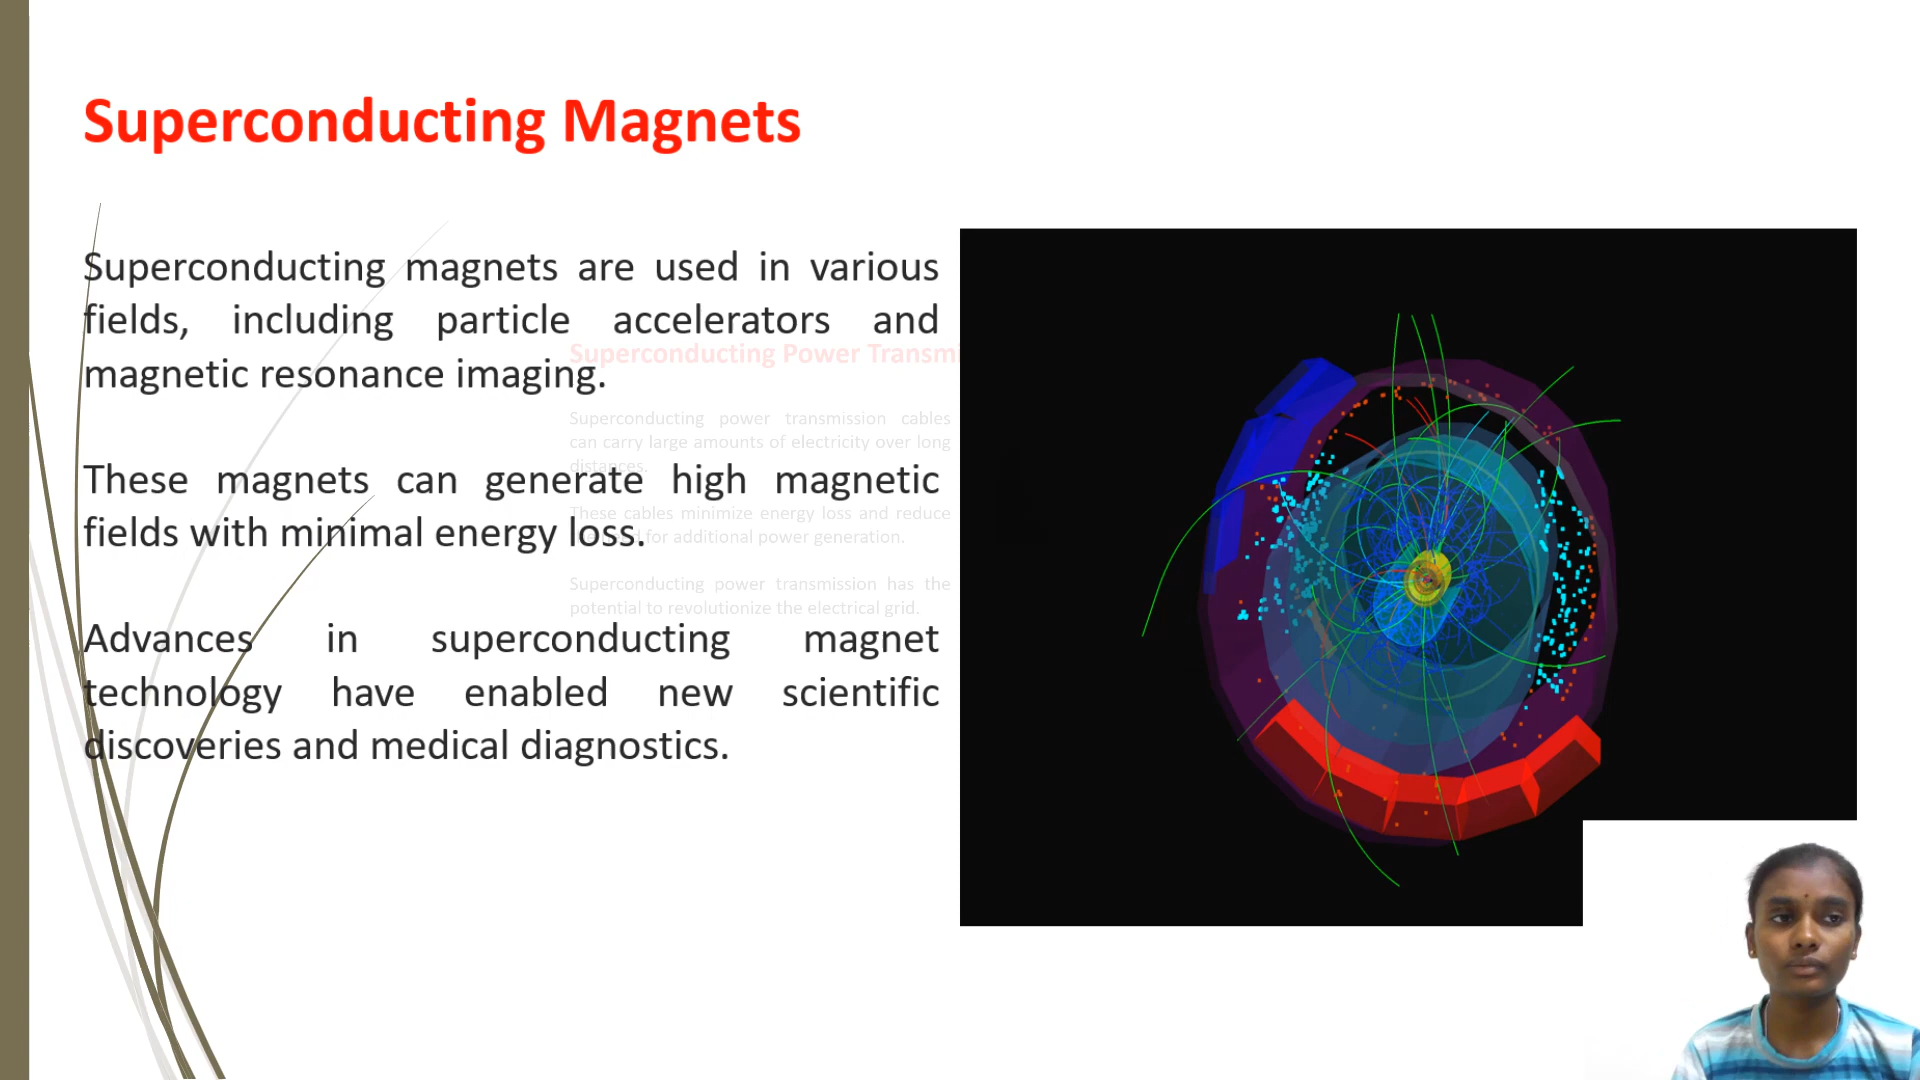 Superconducting Magnets
Superconducting magnets are used in various
fields, including particle accelerators and
magnetic resonance imaging.
These magnets can generate high magnetic
fields with minimal energy loss.
Advances in superconducting magnet
technology have enabled new scientific
discoveries and medical diagnostics.
Superconducting Power
Superconducting power transmission cables
can carry large amounts of electricity over long
distances.
These cables minimize energy loss and reduce
for additional power generation.
Superconducting power transmission has the
potential to revolutionize the electrical grid.